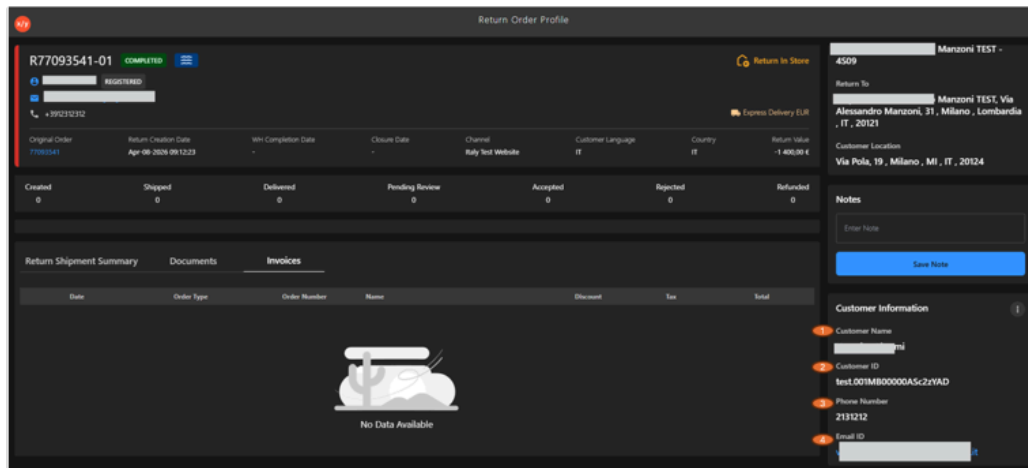 x/y
Return Order Profile
R77093541-01 COMPLETED
Return In Store
REGISTERED
+3912312312
Express Delivery EUR
Original Order Return Creation Date WH Completion Date Closure Date Channel Customer Language Country Return Value
77093541 Apr-08-2026 09:12:23 - - Italy Test Website IT IT -1 400,00 €
Created Shipped Delivered Pending Review Accepted Rejected Refunded
0 0 0 0 0 0 0
Return Shipment Summary Documents Invoices
Date Order Type Order Number Name Discount Tax Total
No Data Available
Manzoni TEST -
4S09
Return To
Manzoni TEST, Via
Alessandro Manzoni, 31 , Milano , Lombardia
, IT , 20121
Customer Location
Via Pola, 19 , Milano , MI , IT , 20124
Notes
Enter Note
Save Note
Customer Information
1 Customer Name
mi
2 Customer ID
test.001MB00000ASc2zYAD
3 Phone Number
2131212
4 Email ID